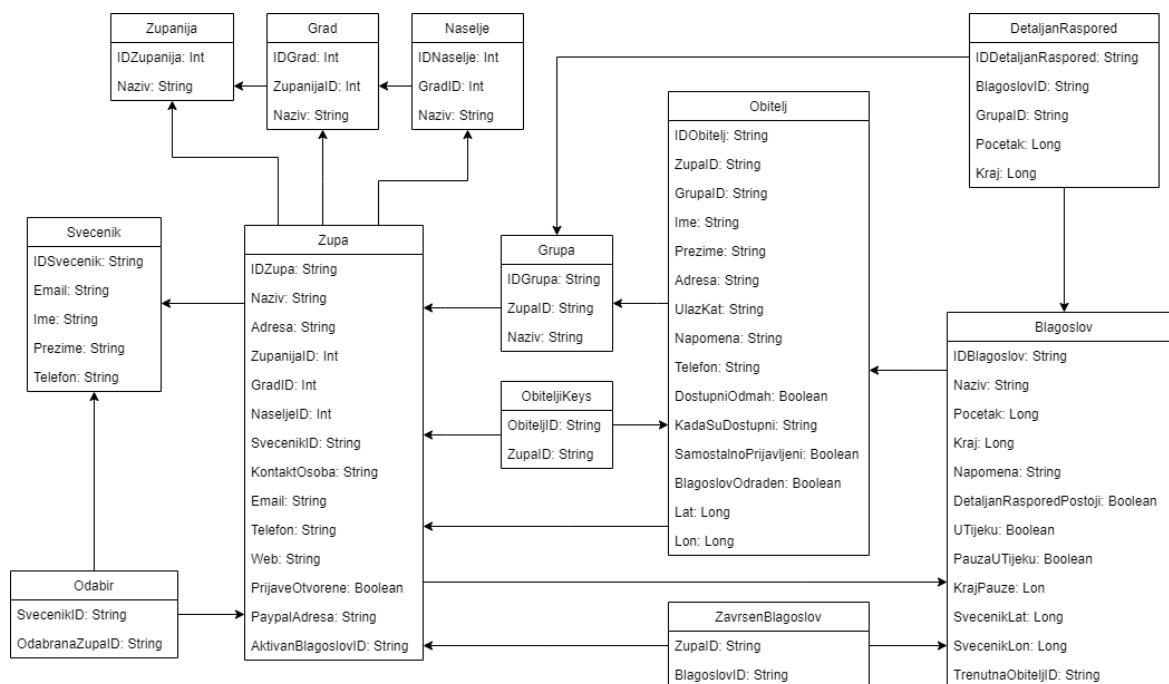 Zupanija
IDZupanija: Int
Naziv: String
Grad
IDGrad: Int
ZupanijaID: Int
Naziv: String
Naselje
IDNaselje: Int
GradID: Int
Naziv: String
DetaljanRaspored
IDDetaljanRaspored: String
BlagoslovID: String
GrupaID: String
Pocetak: Long
Kraj: Long
Obitelj
IDObitelj: String
ZupaID: String
GrupaID: String
Ime: String
Prezime: String
Adresa: String
UlazKat: String
Napomena: String
Telefon: String
DostupniOdmah: Boolean
KadaSuDostupni: String
SamostalnoPrijavljeni: Boolean
BlagoslovOdraden: Boolean
Lat: Long
Lon: Long
Svecenik
IDSvecenik: String
Email: String
Ime: String
Prezime: String
Telefon: String
Zupa
IDZupa: String
Naziv: String
Adresa: String
ZupanijaID: Int
GradID: Int
NaseljeID: Int
SvecenikID: String
KontaktOsoba: String
Email: String
Telefon: String
Web: String
PrijaveOtvorene: Boolean
PaypalAdresa: String
AktivanBlagoslovID: String
Grupa
IDGrupa: String
ZupaID: String
Naziv: String
ObiteljiKeys
ObiteljID: String
ZupaID: String
Blagoslov
IDBlagoslov: String
Naziv: String
Pocetak: Long
Kraj: Long
Napomena: String
DetaljanRasporedPostoji: Boolean
UTijeku: Boolean
PauzaUTijeku: Boolean
KrajPauze: Lon
SvecenikLat: Long
SvecenikLon: Long
TrenutnaObiteljID: String
Odabir
SvecenikID: String
OdabranaZupaID: String
ZavrsenBlagoslov
ZupaID: String
BlagoslovID: String